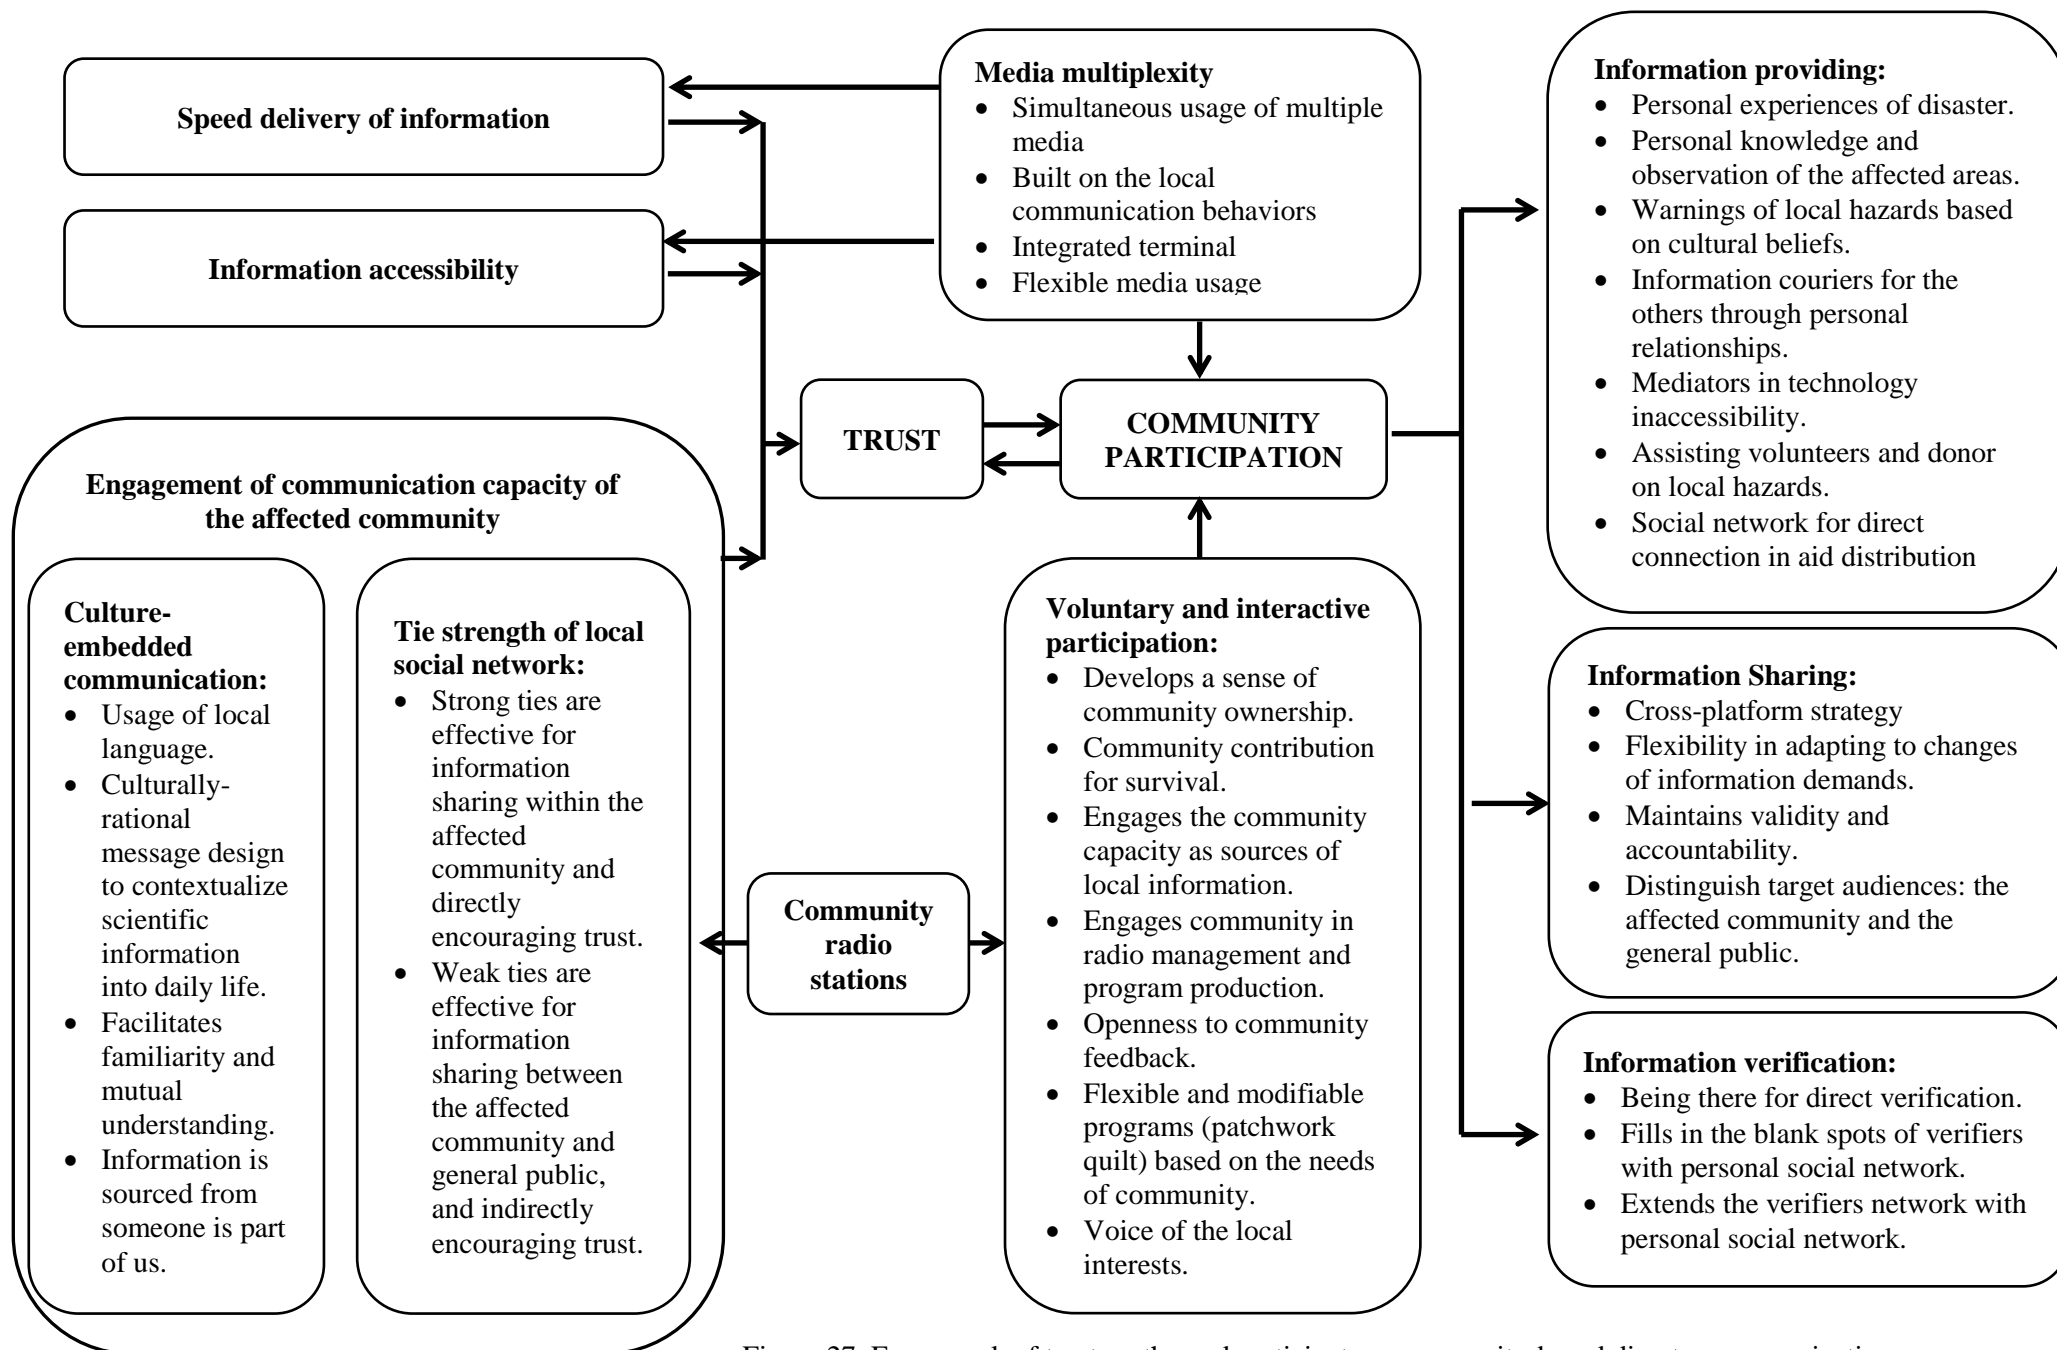 Speed delivery of information
Information accessibility
Media multiplexity
• Simultaneous usage of multiple
media
• Built on the local
communication behaviors
• Integrated terminal
• Flexible media usage
Information providing:
• Personal experiences of disaster.
• Personal knowledge and
observation of the affected areas.
• Warnings of local hazards based
on cultural beliefs.
• Information couriers for the
others through personal
relationships.
• Mediators in technology
inaccessibility.
• Assisting volunteers and donor
on local hazards.
• Social network for direct
connection in aid distribution
TRUST
COMMUNITY
PARTICIPATION
Engagement of communication capacity of
the affected community
Culture-
embedded
communication:
• Usage of local
language.
• Culturally-
rational
message design
to contextualize
scientific
information
into daily life.
• Facilitates
familiarity and
mutual
understanding.
• Information is
sourced from
someone is part
of us.
Tie strength of local
social network:
• Strong ties are
effective for
information
sharing within the
affected
community and
directly
encouraging trust.
• Weak ties are
effective for
information
sharing between
the affected
community and
general public,
and indirectly
encouraging trust.
Community
radio
stations
Voluntary and interactive
participation:
• Develops a sense of
community ownership.
• Community contribution
for survival.
• Engages the community
capacity as sources of
local information.
• Engages community in
radio management and
program production.
• Openness to community
feedback.
• Flexible and modifiable
programs (patchwork
quilt) based on the needs
of community.
• Voice of the local
interests.
Information Sharing:
• Cross-platform strategy
• Flexibility in adapting to changes
of information demands.
• Maintains validity and
accountability.
• Distinguish target audiences: the
affected community and the
general public.
Information verification:
• Being there for direct verification.
• Fills in the blank spots of verifiers
with personal social network.
• Extends the verifiers network with
personal social network.